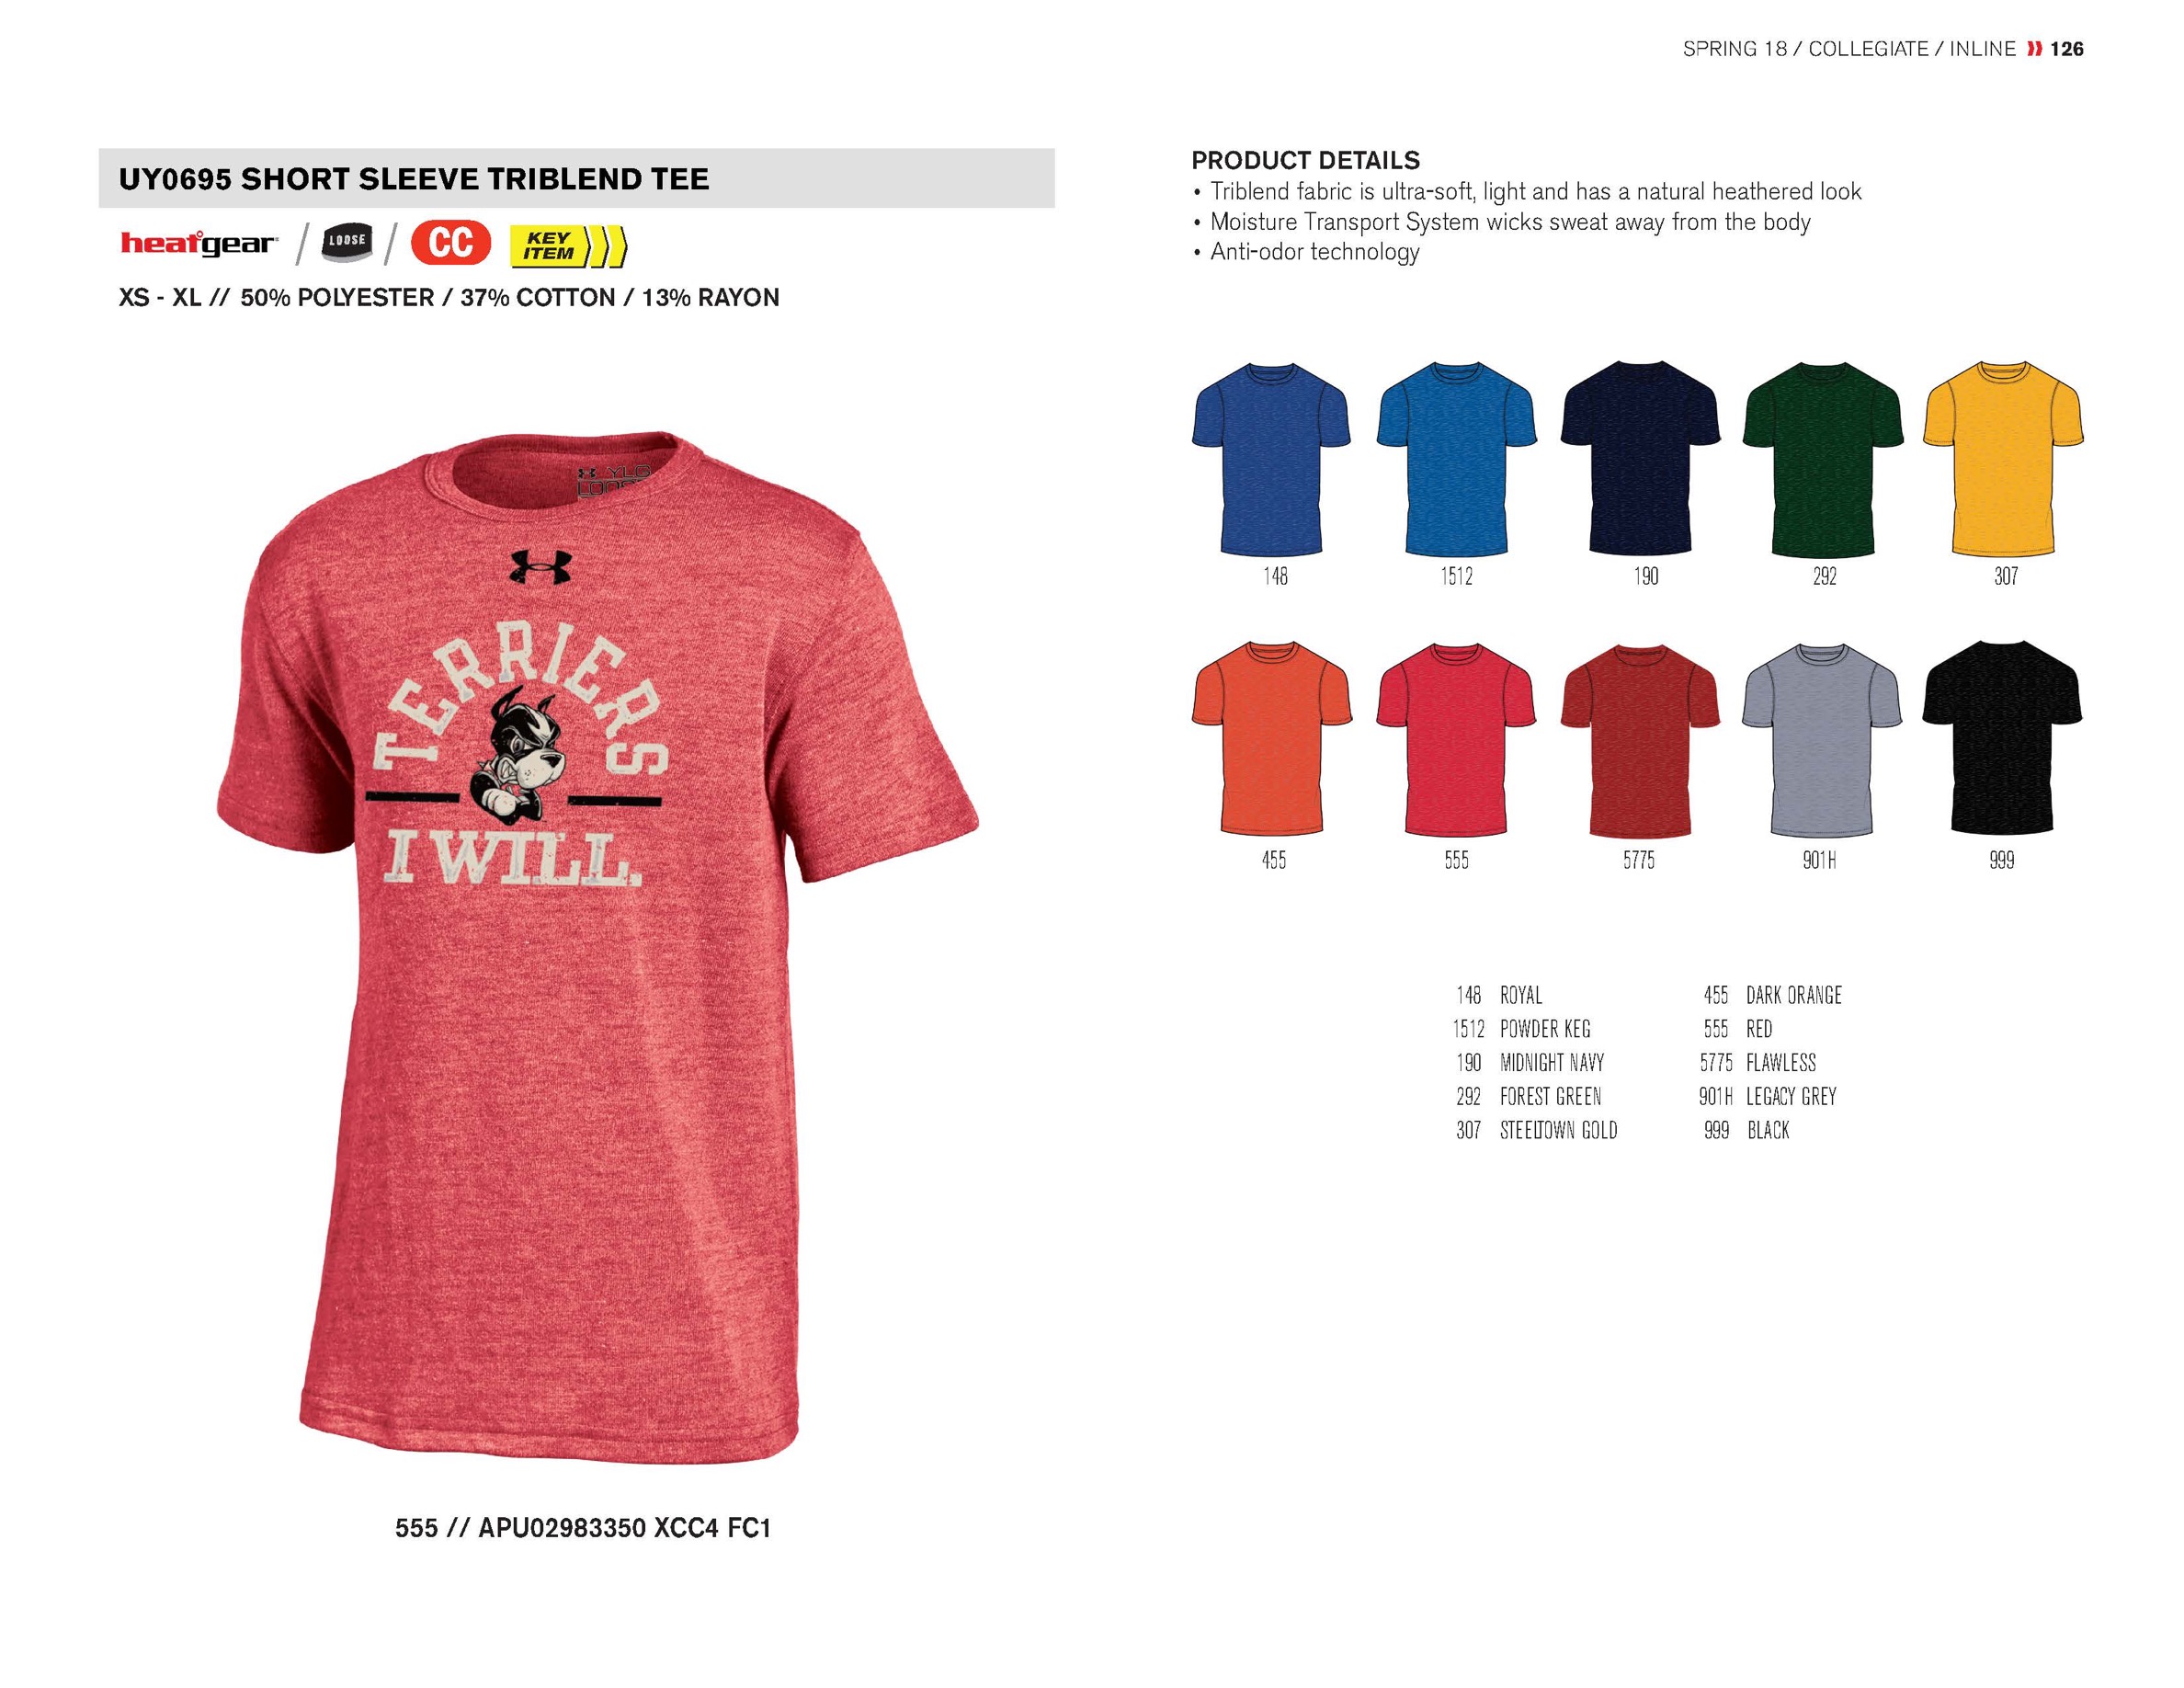 SPRING 18 / COLLEGIATE / INLINE 126
UY0695 SHORT SLEEVE TRIBLEND TEE
heatgear / LOOSE / CC KEY ITEM
XS - XL // 50% POLYESTER / 37% COTTON / 13% RAYON
YLG
LOOSE
TERRIERS
I WILL.
555 // APU02983350 XCC4 FC1
PRODUCT DETAILS
• Triblend fabric is ultra-soft, light and has a natural heathered look
• Moisture Transport System wicks sweat away from the body
• Anti-odor technology
148 1512 190 292 307
455 555 5775 901H 999
148 ROYAL
1512 POWDER KEG
190 MIDNIGHT NAVY
292 FOREST GREEN
307 STEELTOWN GOLD
455 DARK ORANGE
555 RED
5775 FLAWLESS
901H LEGACY GREY
999 BLACK